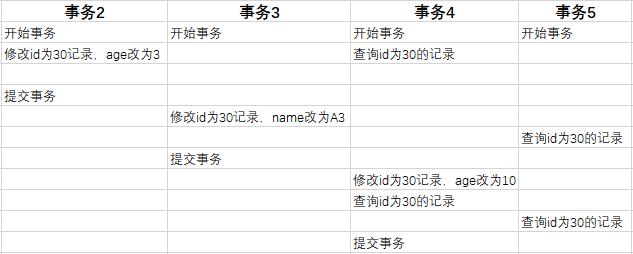 事务2 事务3 事务4 事务5
开始事务 开始事务 开始事务 开始事务
修改id为30记录，age改为3 查询id为30的记录
提交事务
修改id为30记录，name改为A3
查询id为30的记录
提交事务
修改id为30记录，age改为10
查询id为30的记录
查询id为30的记录
提交事务